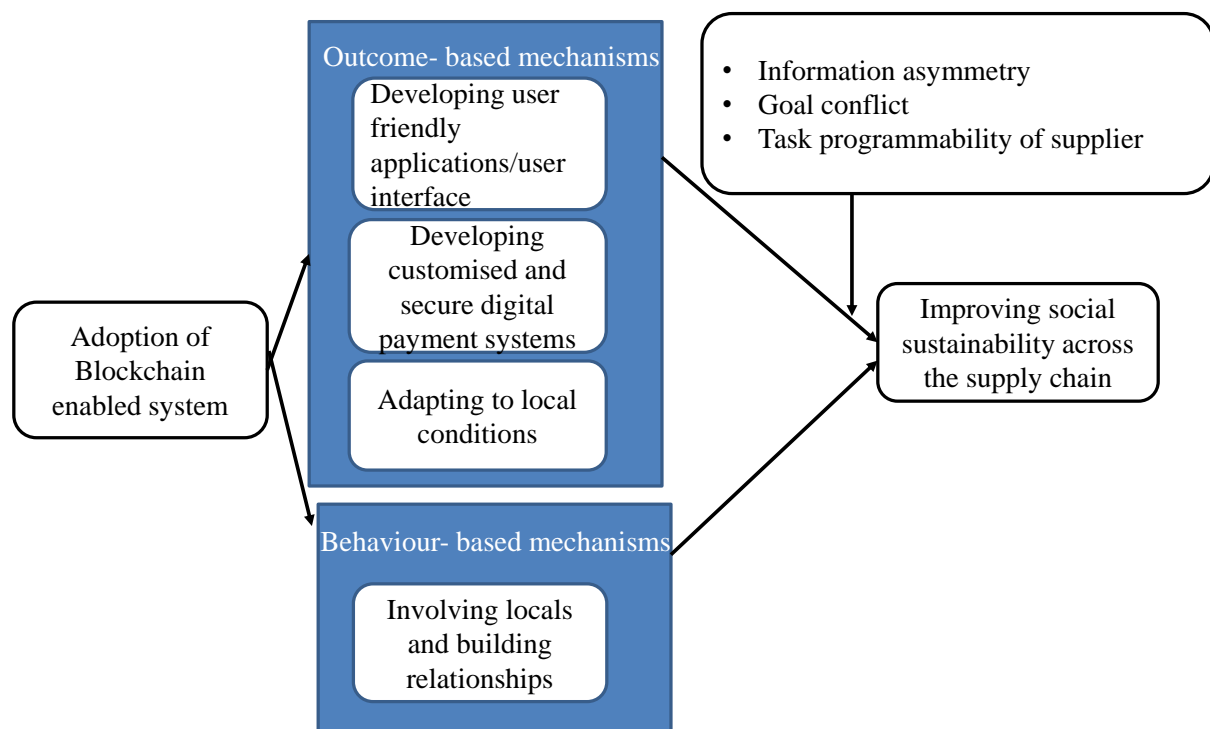 Outcome- based mechanisms
Developing user
friendly
applications/user
interface
Developing
customised and
secure digital
payment systems
Adapting to local
conditions
• Information asymmetry
• Goal conflict
• Task programmability of supplier
Adoption of
Blockchain
enabled system
Improving social
sustainability across
the supply chain
Behaviour- based mechanisms
Involving locals
and building
relationships